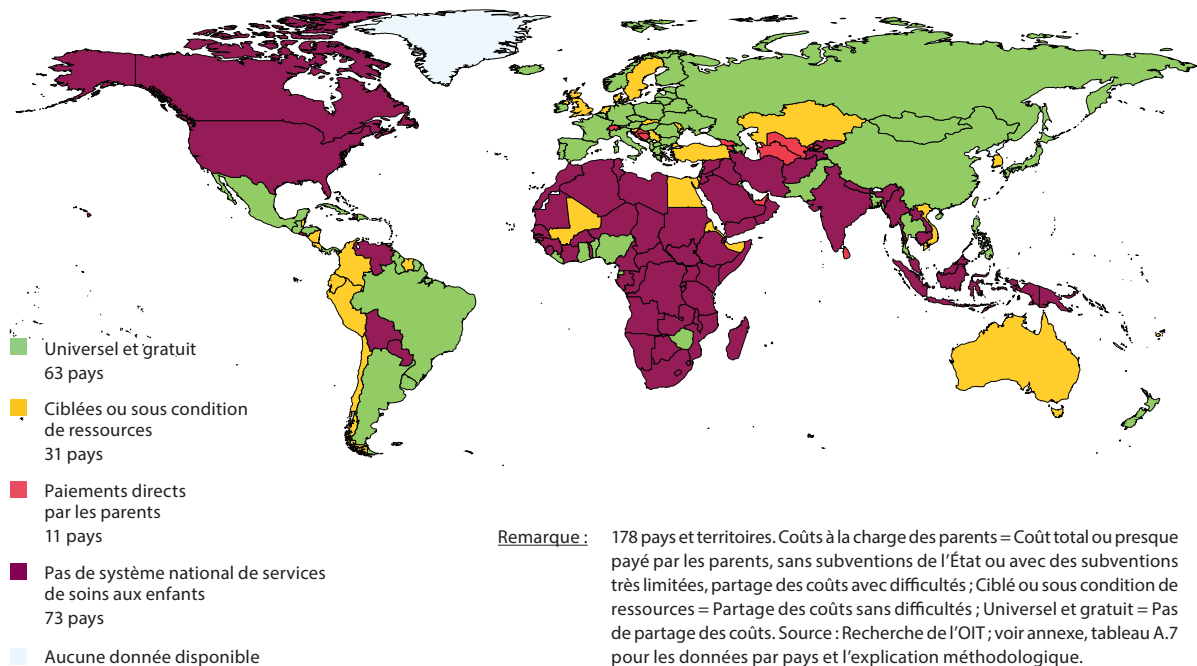 Universel et gratuit
63 pays
Ciblées ou sous condition
de ressources
31 pays
Paiements directs
par les parents
11 pays
Pas de système national de services
de soins aux enfants
73 pays
Aucune donnée disponible
Remarque : 178 pays et territoires. Coûts à la charge des parents = Coût total ou presque
payé par les parents, sans subventions de l’État ou avec des subventions
très limitées, partage des coûts avec difficultés ; Ciblé ou sous condition de
ressources = Partage des coûts sans difficultés ; Universel et gratuit = Pas
de partage des coûts. Source : Recherche de l’OIT ; voir annexe, tableau A.7
pour les données par pays et l’explication méthodologique.